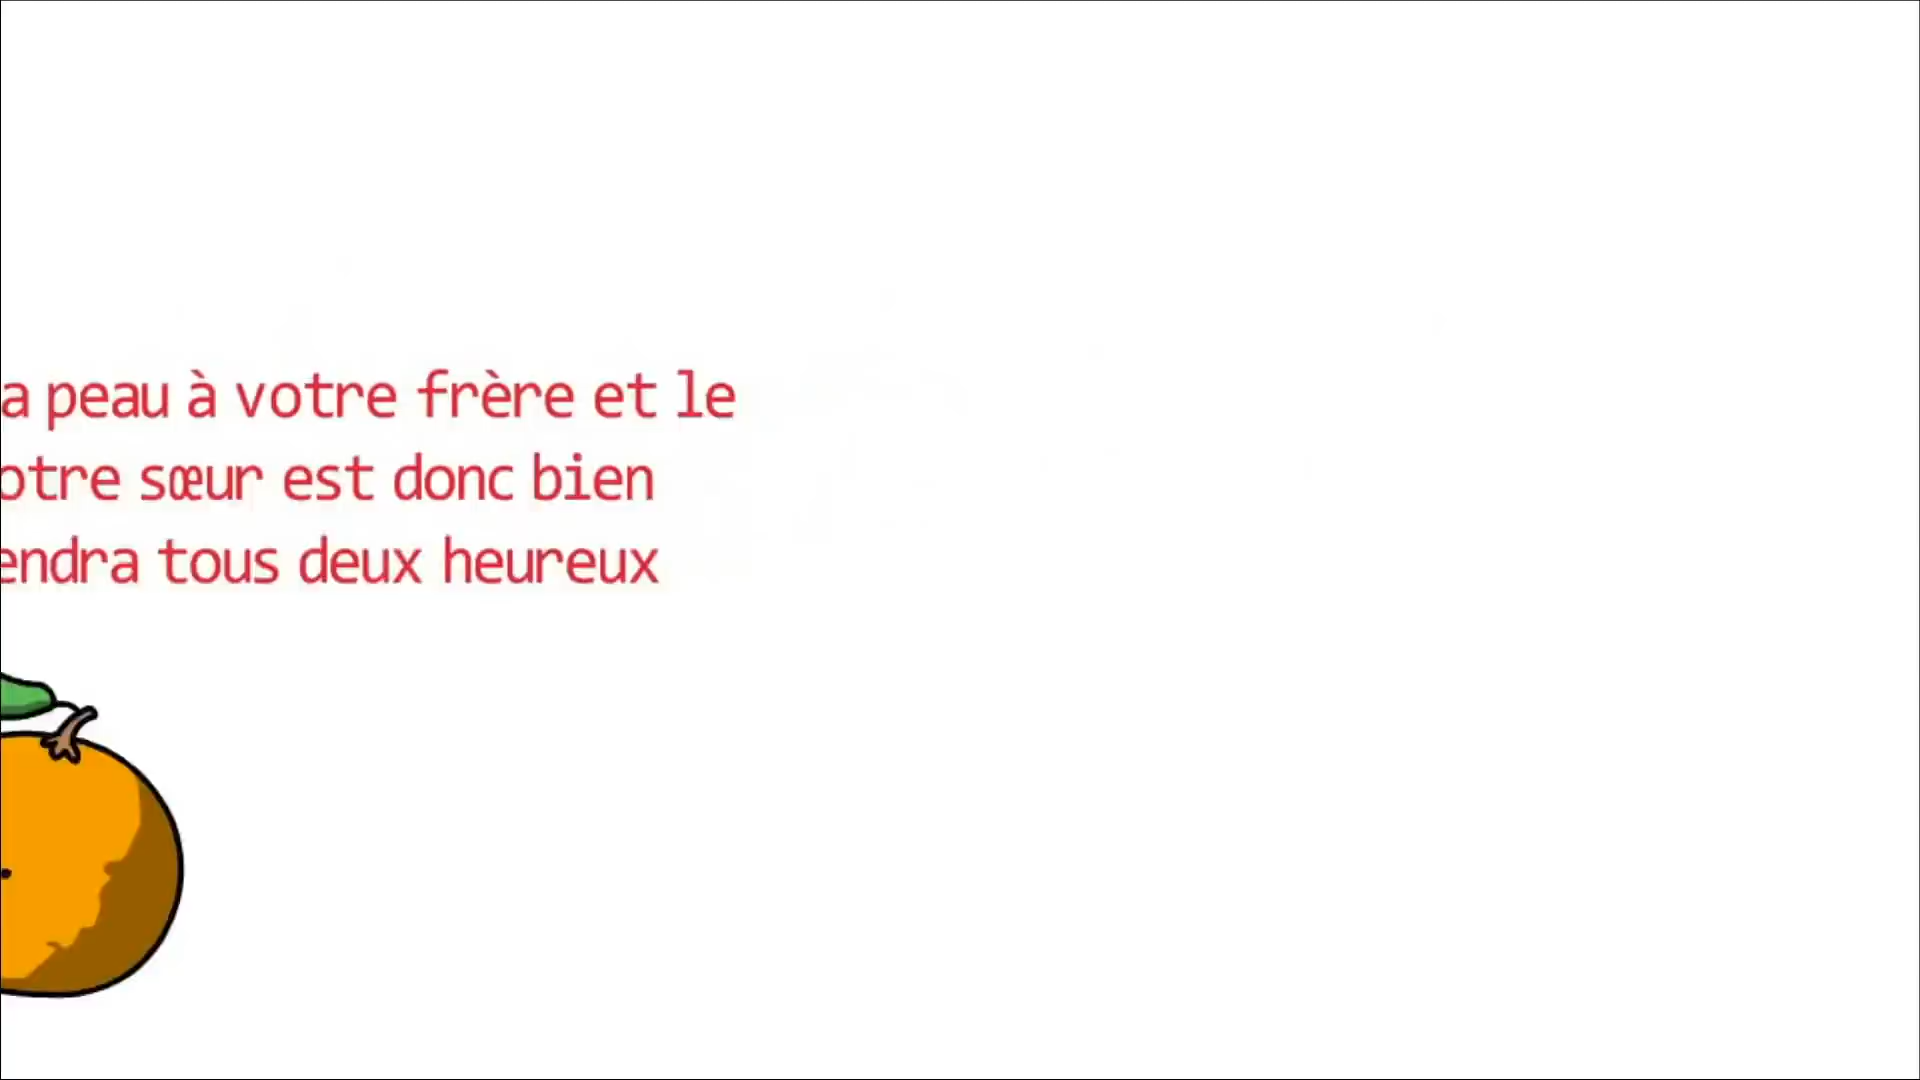 a peau à votre frère et le
otre sœur est donc bien
endra tous deux heureux